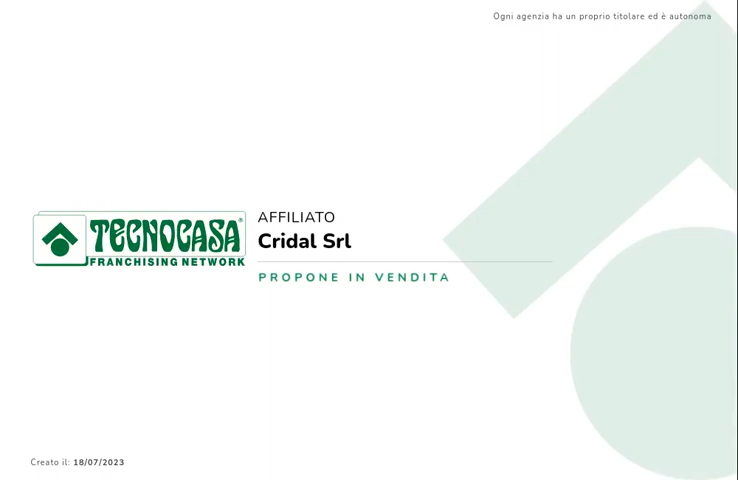 Ogni agenzia ha un proprio titolare ed è autonoma
TECNOCASA®
FRANCHISING NETWORK
AFFILIATO
Cridal Srl
PROPONE IN VENDITA
Creato il: 18/07/2023